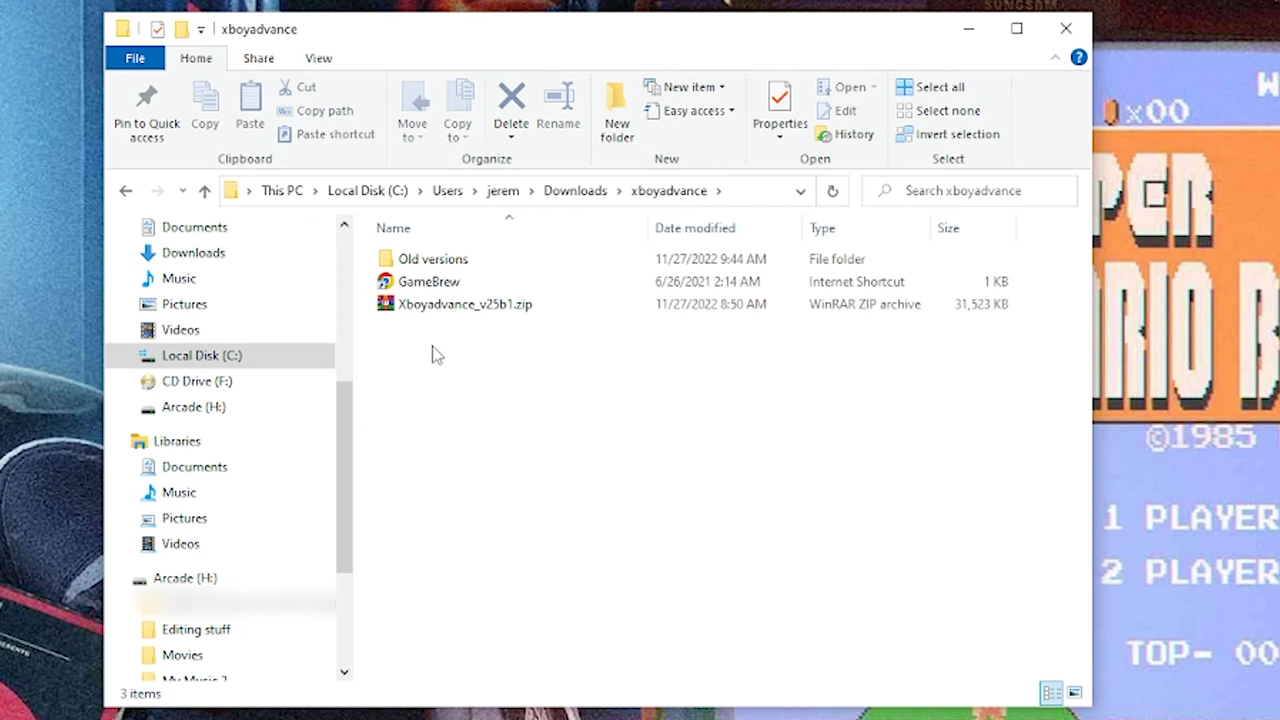 xboyadvance
File Home Share View
Pin to Quick access
Copy
Paste
Cut
Copy path
Paste shortcut
Clipboard
Move to
Copy to
Delete
Rename
Organize
New folder
New item
Easy access
New
Properties
Open
Edit
History
Open
Select all
Select none
Invert selection
Select
This PC > Local Disk (C:) > Users > jerem > Downloads > xboyadvance >
Search xboyadvance
Documents
Downloads
Music
Pictures
Videos
Local Disk (C:)
CD Drive (F:)
Arcade (H:)
Libraries
Documents
Music
Pictures
Videos
Arcade (H:)
Editing stuff
Movies
My Music 2
Name Date modified Type Size
Old versions 11/27/2022 9:44 AM File folder
GameBrew 6/26/2021 2:14 AM Internet Shortcut 1 KB
Xboyadvance_v25b1.zip 11/27/2022 8:50 AM WinRAR ZIP archive 31,523 KB
3 items
W
0x00
PER
ARIO B
©1985
1 PLAYER
2 PLAYER
TOP- 00